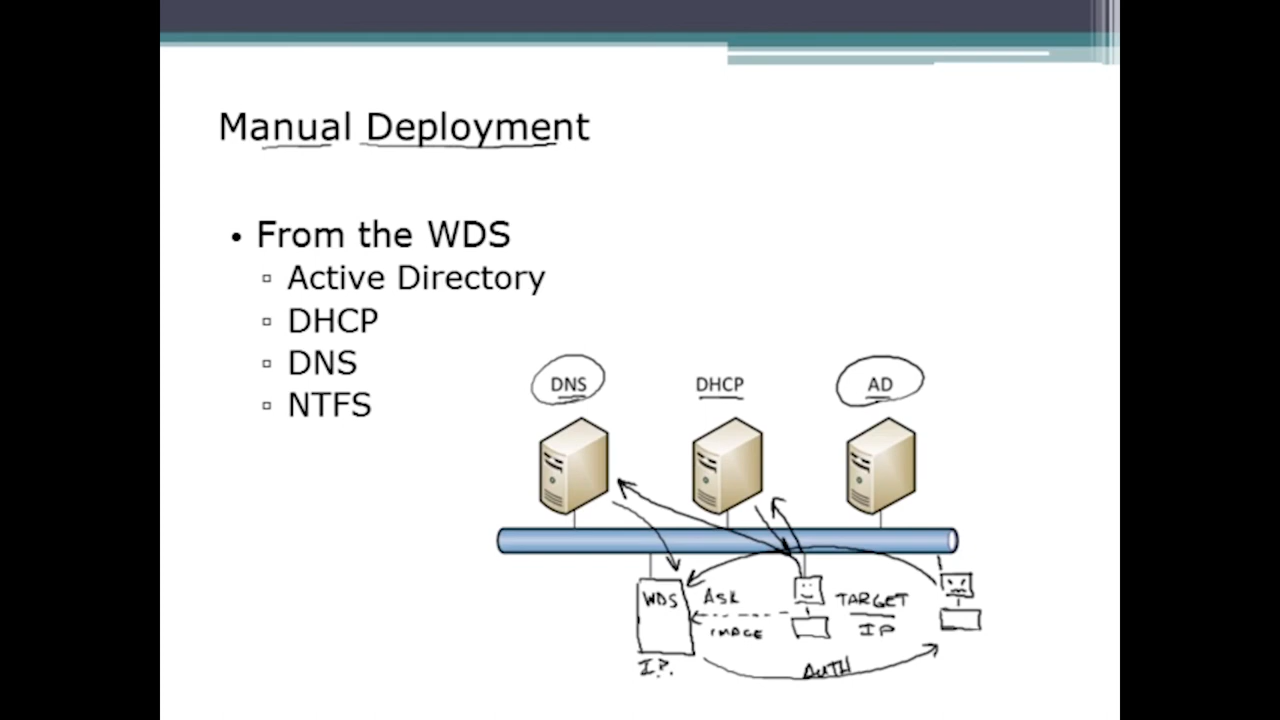 Manual Deployment
• From the WDS
▫ Active Directory
▫ DHCP
▫ DNS
▫ NTFS
DNS DHCP AD
WDS ASK TARGET
IMAGE IP
I.P. AUTH